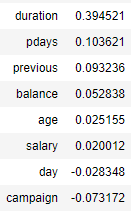 duration 0.394521
pdays 0.103621
previous 0.093236
balance 0.052838
age 0.025155
salary 0.020012
day -0.028348
campaign -0.073172